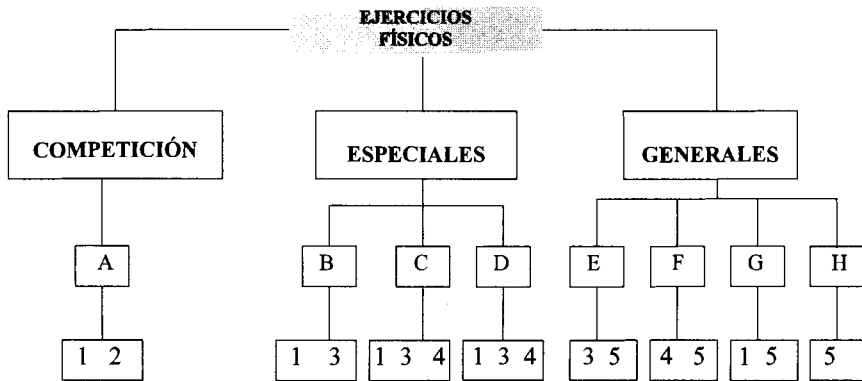 EJERCICIOS
FÍSICOS
COMPETICIÓN
ESPECIALES
GENERALES
A
B
C
D
E
F
G
H
1 2
1 3
1 3 4
1 3 4
3 5
4 5
1 5
5